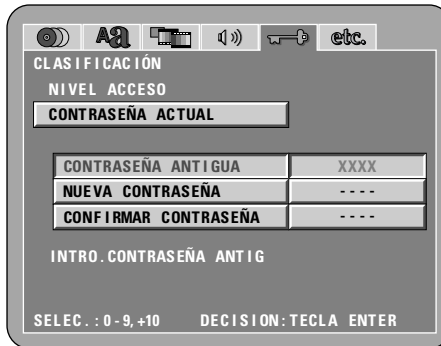 Aa etc.
CLASIFICACIÓN
NIVEL ACCESO
CONTRASEÑA ACTUAL
CONTRASEÑA ANTIGUA XXXX
NUEVA CONTRASEÑA ----
CONFIRMAR CONTRASEÑA ----
INTRO.CONTRASEÑA ANTIG
SELEC.:0-9,+10 DECISION:TECLA ENTER